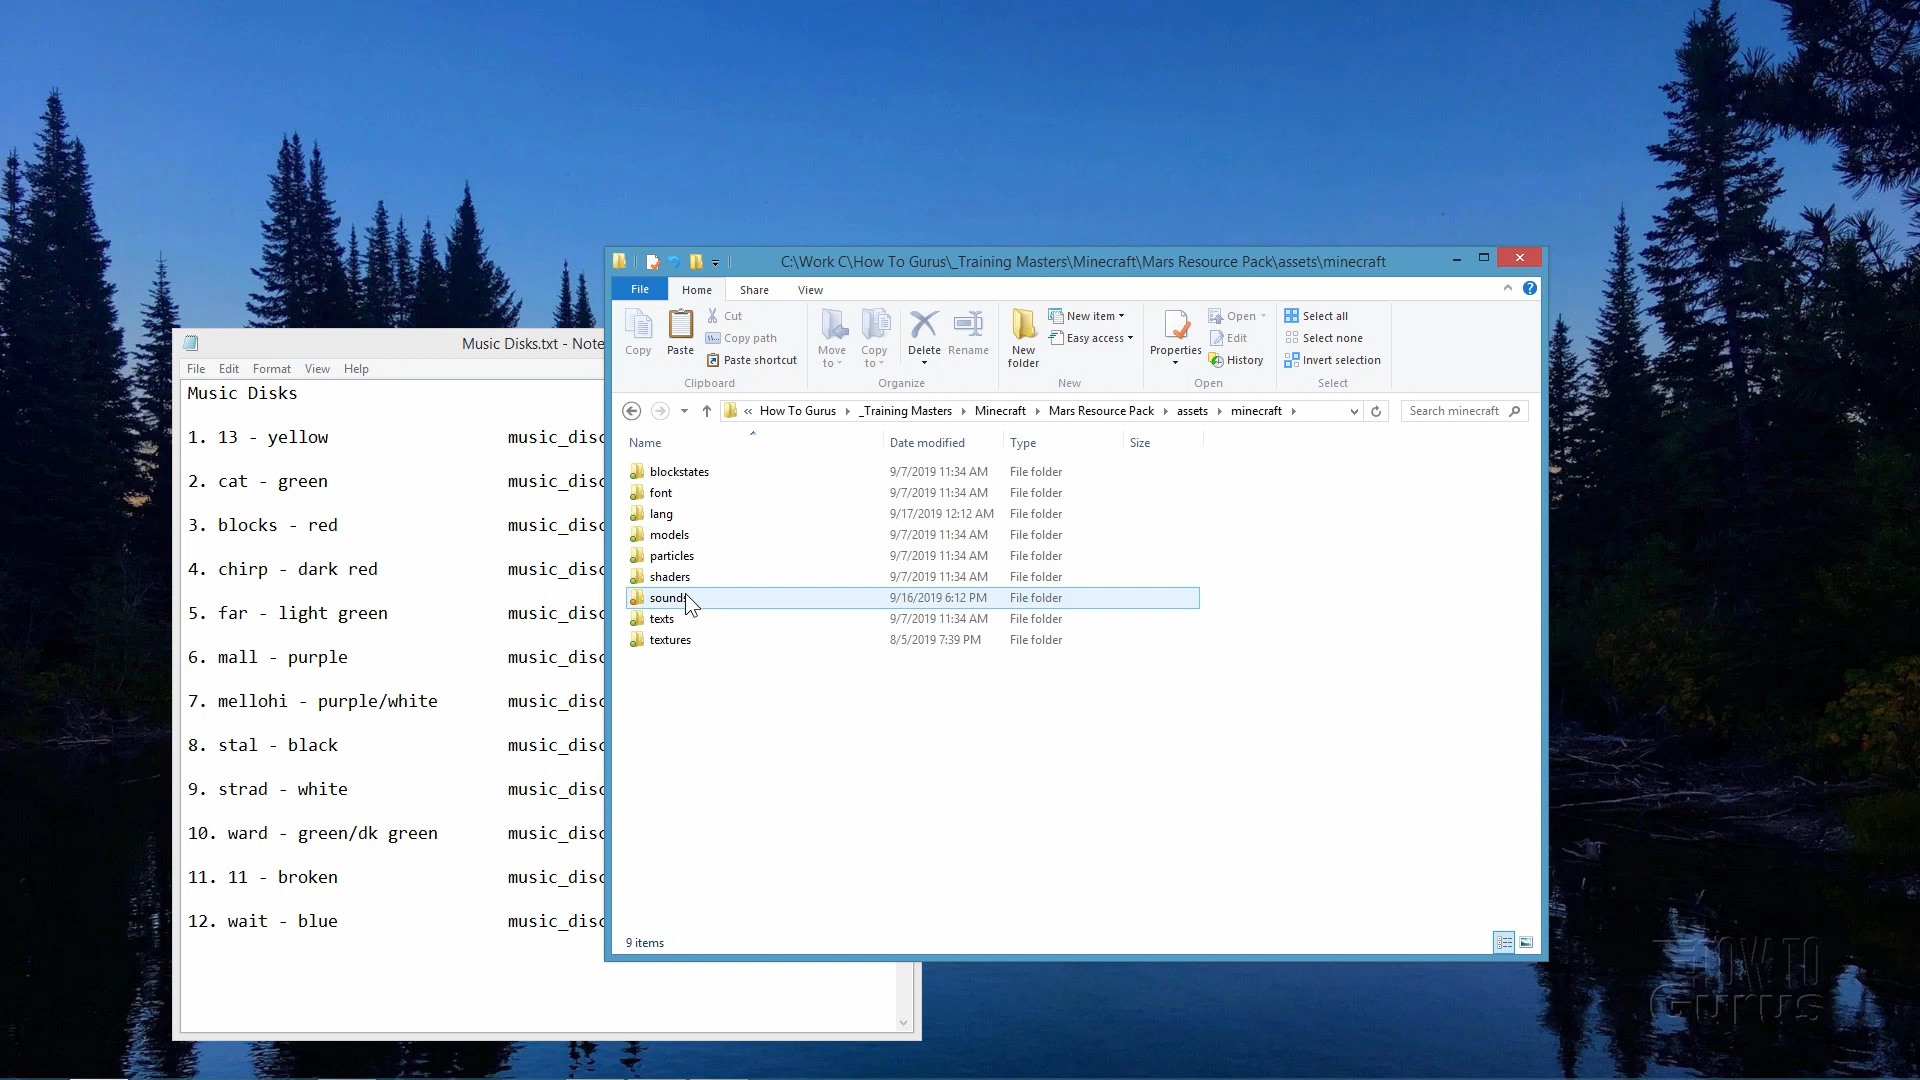 C:\Work C\How To Gurus\_Training Masters\Minecraft\Mars Resource Pack\assets\minecraft
File Home Share View
Copy
Paste
Cut
Copy path
Paste shortcut
Clipboard
Move to
Copy to
Delete
Rename
Organize
New folder
New item
Easy access
New
Properties
Open
Edit
History
Open
Select all
Select none
Invert selection
Select
« How To Gurus _Training Masters Minecraft Mars Resource Pack assets minecraft
Search minecraft
Name Date modified Type Size
blockstates 9/7/2019 11:34 AM File folder
font 9/7/2019 11:34 AM File folder
lang 9/17/2019 12:12 AM File folder
models 9/7/2019 11:34 AM File folder
particles 9/7/2019 11:34 AM File folder
shaders 9/7/2019 11:34 AM File folder
sounds 9/16/2019 6:12 PM File folder
texts 9/7/2019 11:34 AM File folder
textures 8/5/2019 7:39 PM File folder
9 items
Music Disks.txt - Note
File Edit Format View Help
Music Disks
1. 13 - yellow music_disc
2. cat - green music_disc
3. blocks - red music_disc
4. chirp - dark red music_disc
5. far - light green music_disc
6. mall - purple music_disc
7. mellohi - purple/white music_disc
8. stal - black music_disc
9. strad - white music_disc
10. ward - green/dk green music_disc
11. 11 - broken music_disc
12. wait - blue music_disc
HOW TO
GURUS